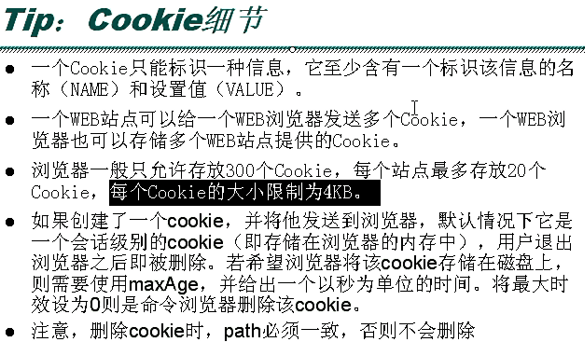 Tip：Cookie细节
● 一个Cookie只能标识一种信息，它至少含有一个标识该信息的名
称（NAME）和设置值（VALUE）。
● 一个WEB站点可以给一个WEB浏览器发送多个Cookie，一个WEB浏
览器也可以存储多个WEB站点提供的Cookie。
● 浏览器一般只允许存放300个Cookie，每个站点最多存放20个
Cookie，每个Cookie的大小限制为4KB。
● 如果创建了一个cookie，并将他发送到浏览器，默认情况下它是
一个会话级别的cookie（即存储在浏览器的内存中），用户退出
浏览器之后即被删除。若希望浏览器将该cookie存储在磁盘上，
则需要使用maxAge，并给出一个以秒为单位的时间。将最大时
效设为0则是命令浏览器删除该cookie。
● 注意，删除cookie时，path必须一致，否则不会删除